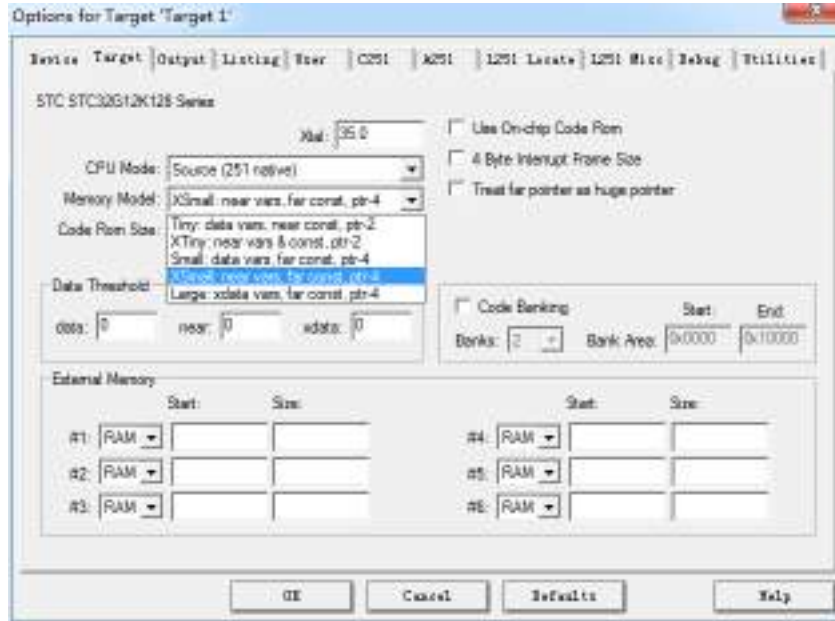 Options for Target 'Target 1'
Device Target Output Listing User C251 A251 L251 Locate L251 Misc Debug Utilities
STC STC32G12K128 Series
Xtal: 35.0
Use On-chip Code Rom
CPU Mode: Source (251 native)
4 Byte Interrupt Frame Size
Memory Model: XSmall: near vars, far const, ptr-4
Treat far pointer as huge pointer
Code Rom Size:
Tiny: data vars, near const, ptr-2
XTiny: near vars & const, ptr-2
Small: data vars, far const, ptr-4
XSmall: near vars, far const, ptr-4
Large: xdata vars, far const, ptr-4
Data Threshold
data: 0 near: 0 xdata: 0
Code Banking Start: End:
Banks: 2 Bank Area: 0x0000 0x10000
External Memory
Start: Size: Start: Size:
#1: RAM #4: RAM
#2: RAM #5: RAM
#3: RAM #6: RAM
OK Cancel Defaults Help